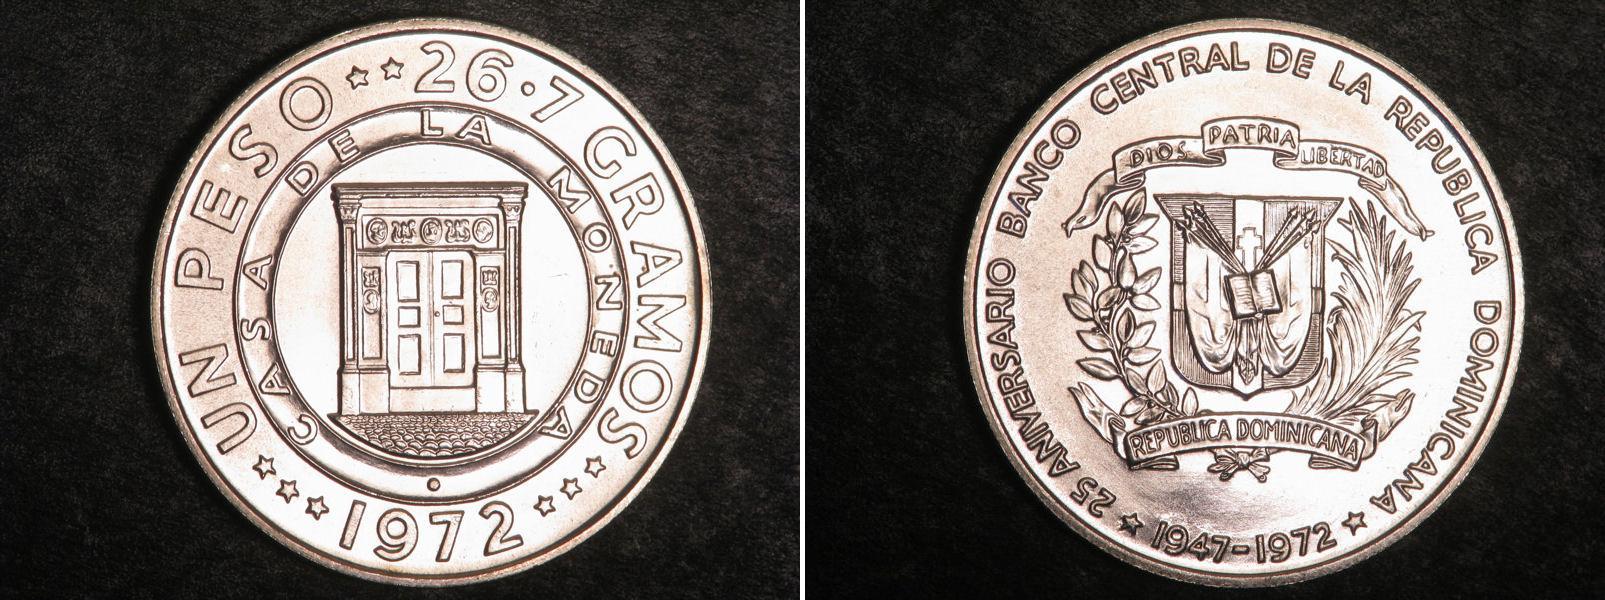 UN PESO ** 26.7 GRAMOS
CASA DE LA MONEDA
1972
25 ANIVERSARIO BANCO CENTRAL DE LA REPUBLICA DOMINICANA
DIOS PATRIA LIBERTAD
REPUBLICA DOMINICANA
1947-1972